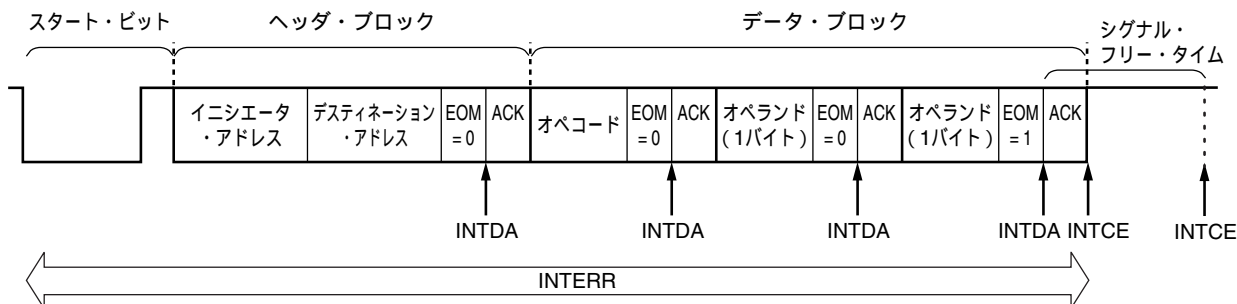 スタート・ビット
ヘッダ・ブロック
データ・ブロック
シグナル・
フリー・タイム
イニシエータ
・アドレス
デスティネーション
・アドレス
EOM
=0
ACK
オペコード
EOM
=0
ACK
オペランド
(1バイト)
EOM
=0
ACK
オペランド
(1バイト)
EOM
=1
ACK
INTDA
INTDA
INTDA
INTDA
INTCE
INTCE
INTERR